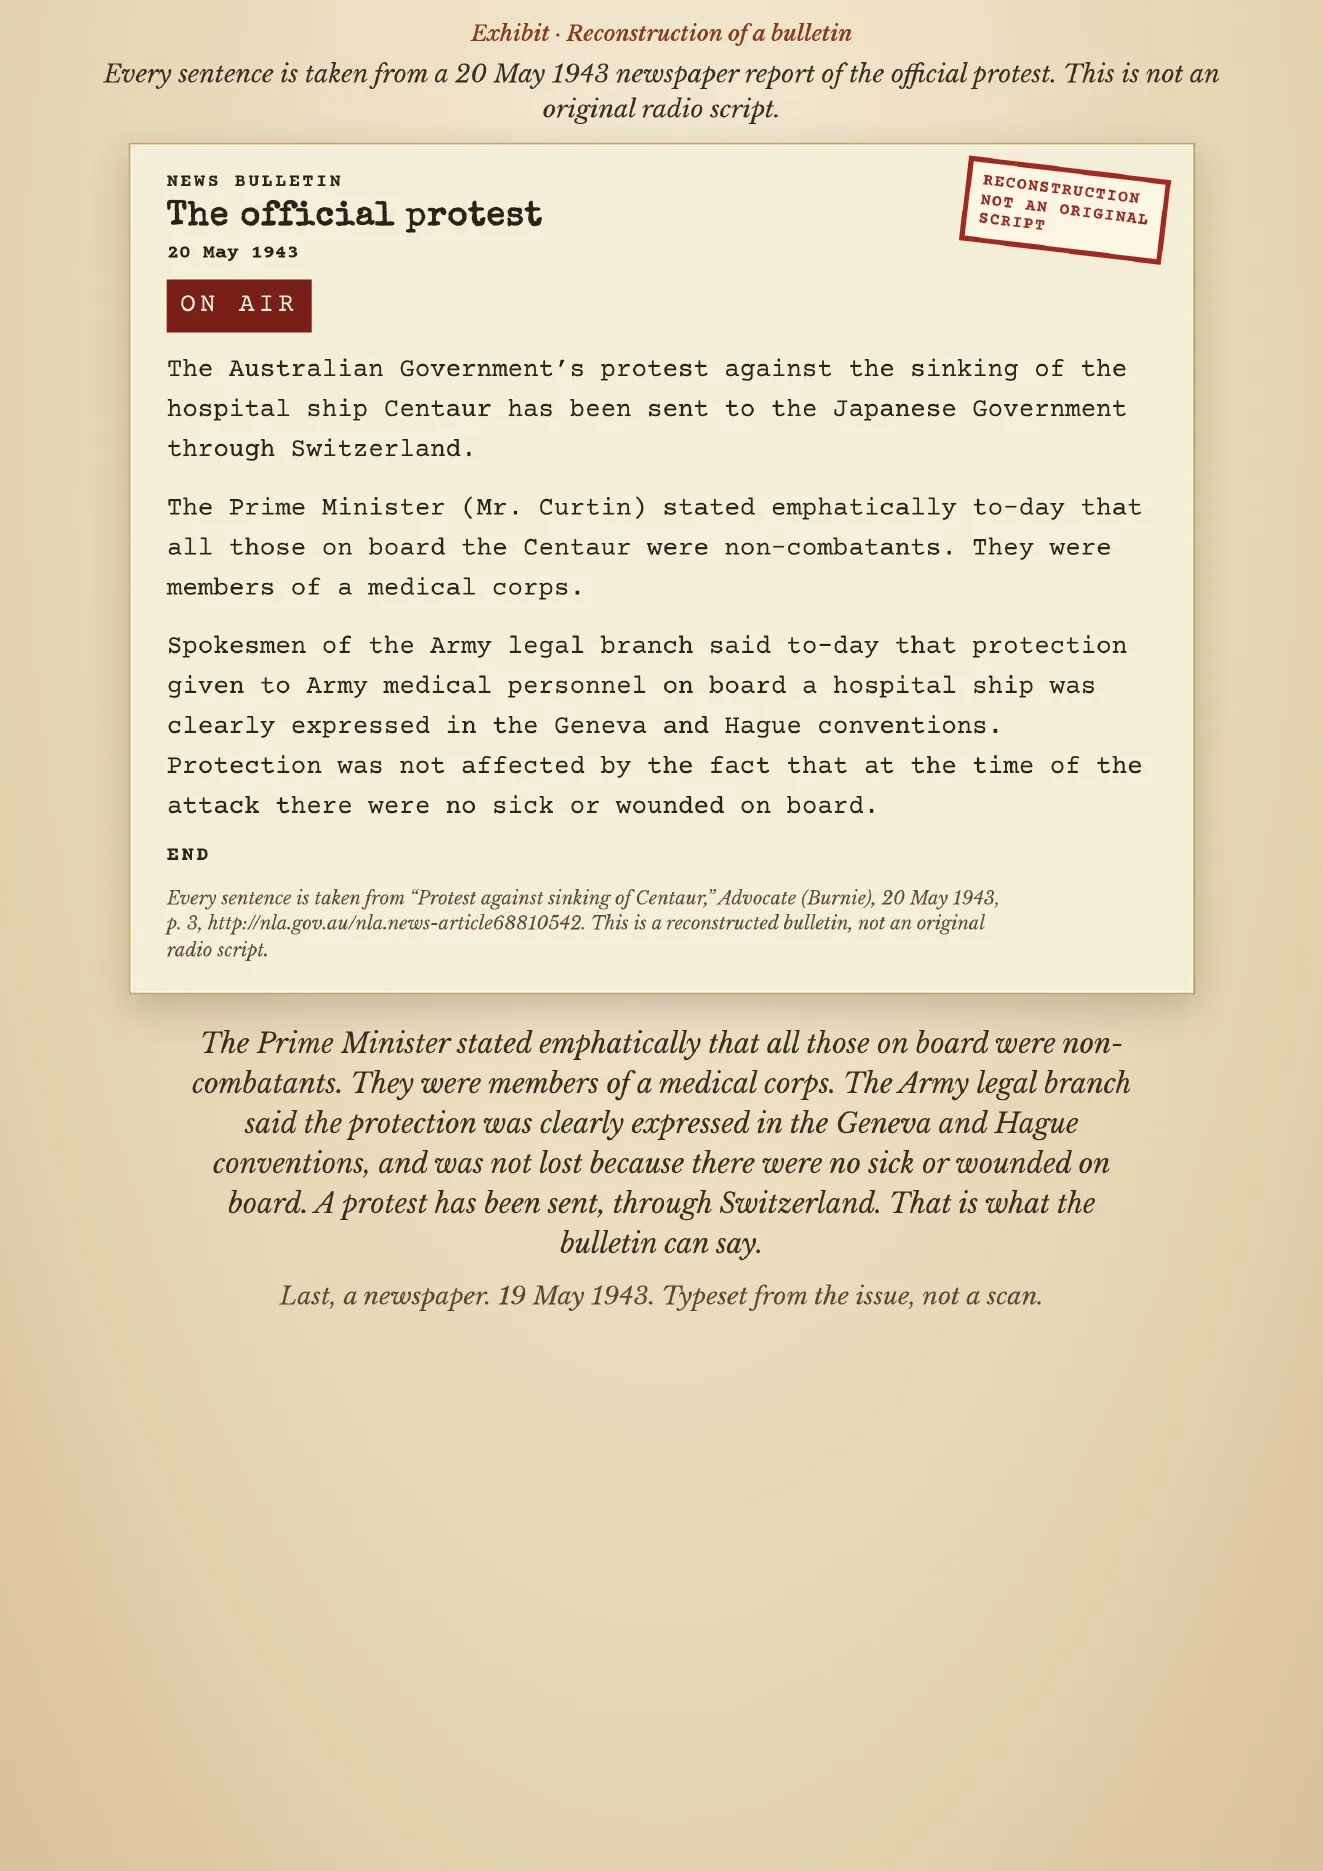 Exhibit · Reconstruction of a bulletin
Every sentence is taken from a 20 May 1943 newspaper report of the official protest. This is not an
original radio script.
NEWS BULLETIN
The official protest
20 May 1943
RECONSTRUCTION
NOT AN ORIGINAL
SCRIPT
ON AIR
The Australian Government’s protest against the sinking of the
hospital ship Centaur has been sent to the Japanese Government
through Switzerland.
The Prime Minister (Mr. Curtin) stated emphatically to-day that
all those on board the Centaur were non-combatants. They were
members of a medical corps.
Spokesmen of the Army legal branch said to-day that protection
given to Army medical personnel on board a hospital ship was
clearly expressed in the Geneva and Hague conventions.
Protection was not affected by the fact that at the time of the
attack there were no sick or wounded on board.
END
Every sentence is taken from “Protest against sinking of Centaur,” Advocate (Burnie), 20 May 1943,
p. 3, http://nla.gov.au/nla.news-article68810542. This is a reconstructed bulletin, not an original
radio script.
The Prime Minister stated emphatically that all those on board were non-
combatants. They were members of a medical corps. The Army legal branch
said the protection was clearly expressed in the Geneva and Hague
conventions, and was not lost because there were no sick or wounded on
board. A protest has been sent, through Switzerland. That is what the
bulletin can say.
Last, a newspaper. 19 May 1943. Typeset from the issue, not a scan.